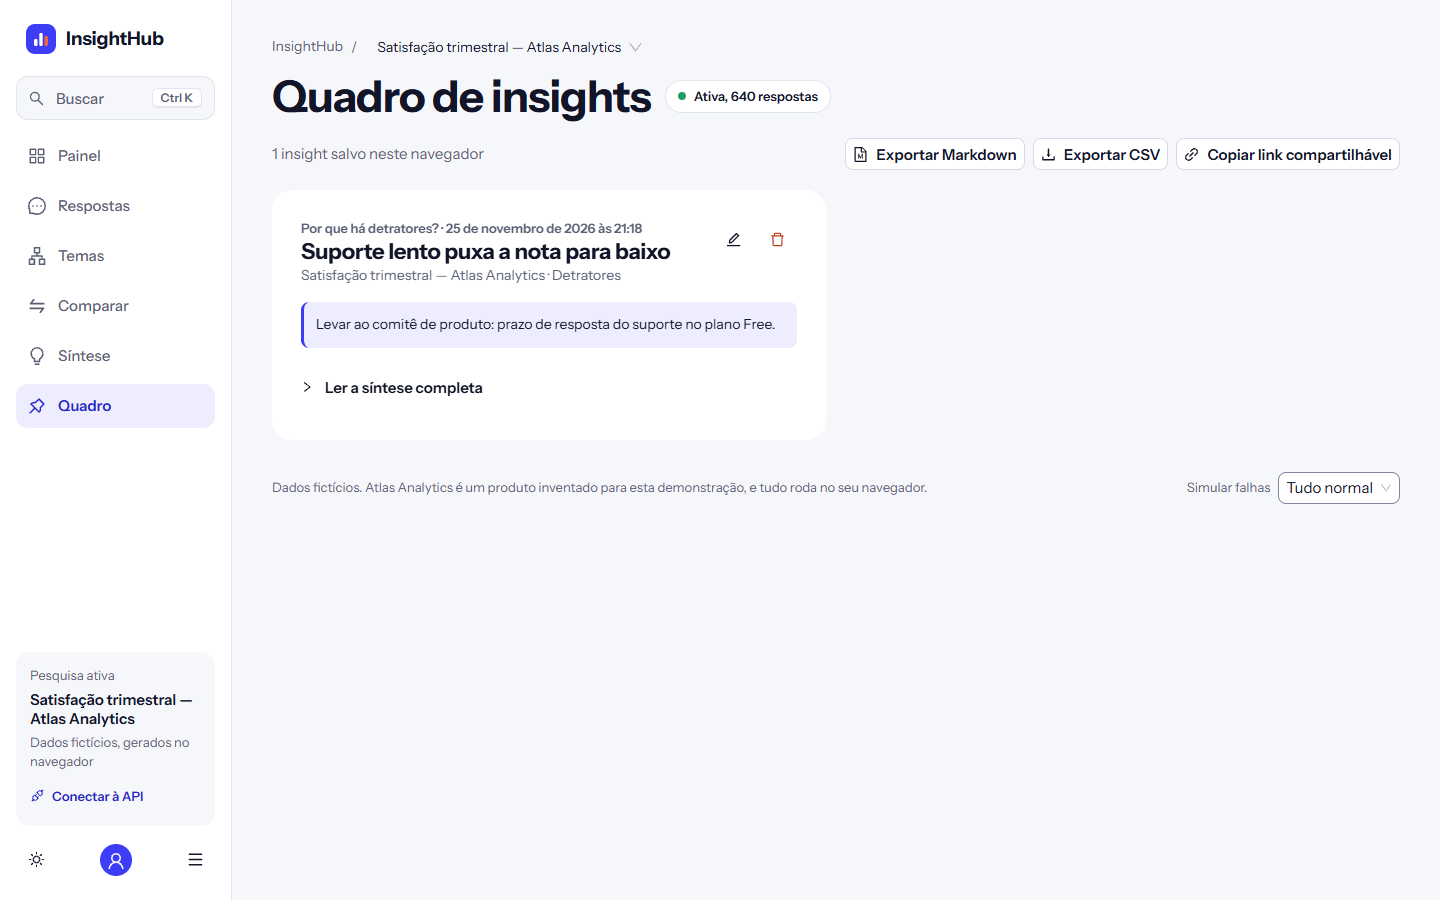 InsightHub
Buscar
Ctrl K
Painel
Respostas
Temas
Comparar
Síntese
Quadro
Pesquisa ativa
Satisfação trimestral —
Atlas Analytics
Dados fictícios, gerados no
navegador
Conectar à API
InsightHub / Satisfação trimestral — Atlas Analytics
Quadro de insights
Ativa, 640 respostas
1 insight salvo neste navegador
Exportar Markdown
Exportar CSV
Copiar link compartilhável
Por que há detratores? · 25 de novembro de 2026 às 21:18
Suporte lento puxa a nota para baixo
Satisfação trimestral — Atlas Analytics · Detratores
Levar ao comitê de produto: prazo de resposta do suporte no plano Free.
Ler a síntese completa
Dados fictícios. Atlas Analytics é um produto inventado para esta demonstração, e tudo roda no seu navegador.
Simular falhas
Tudo normal